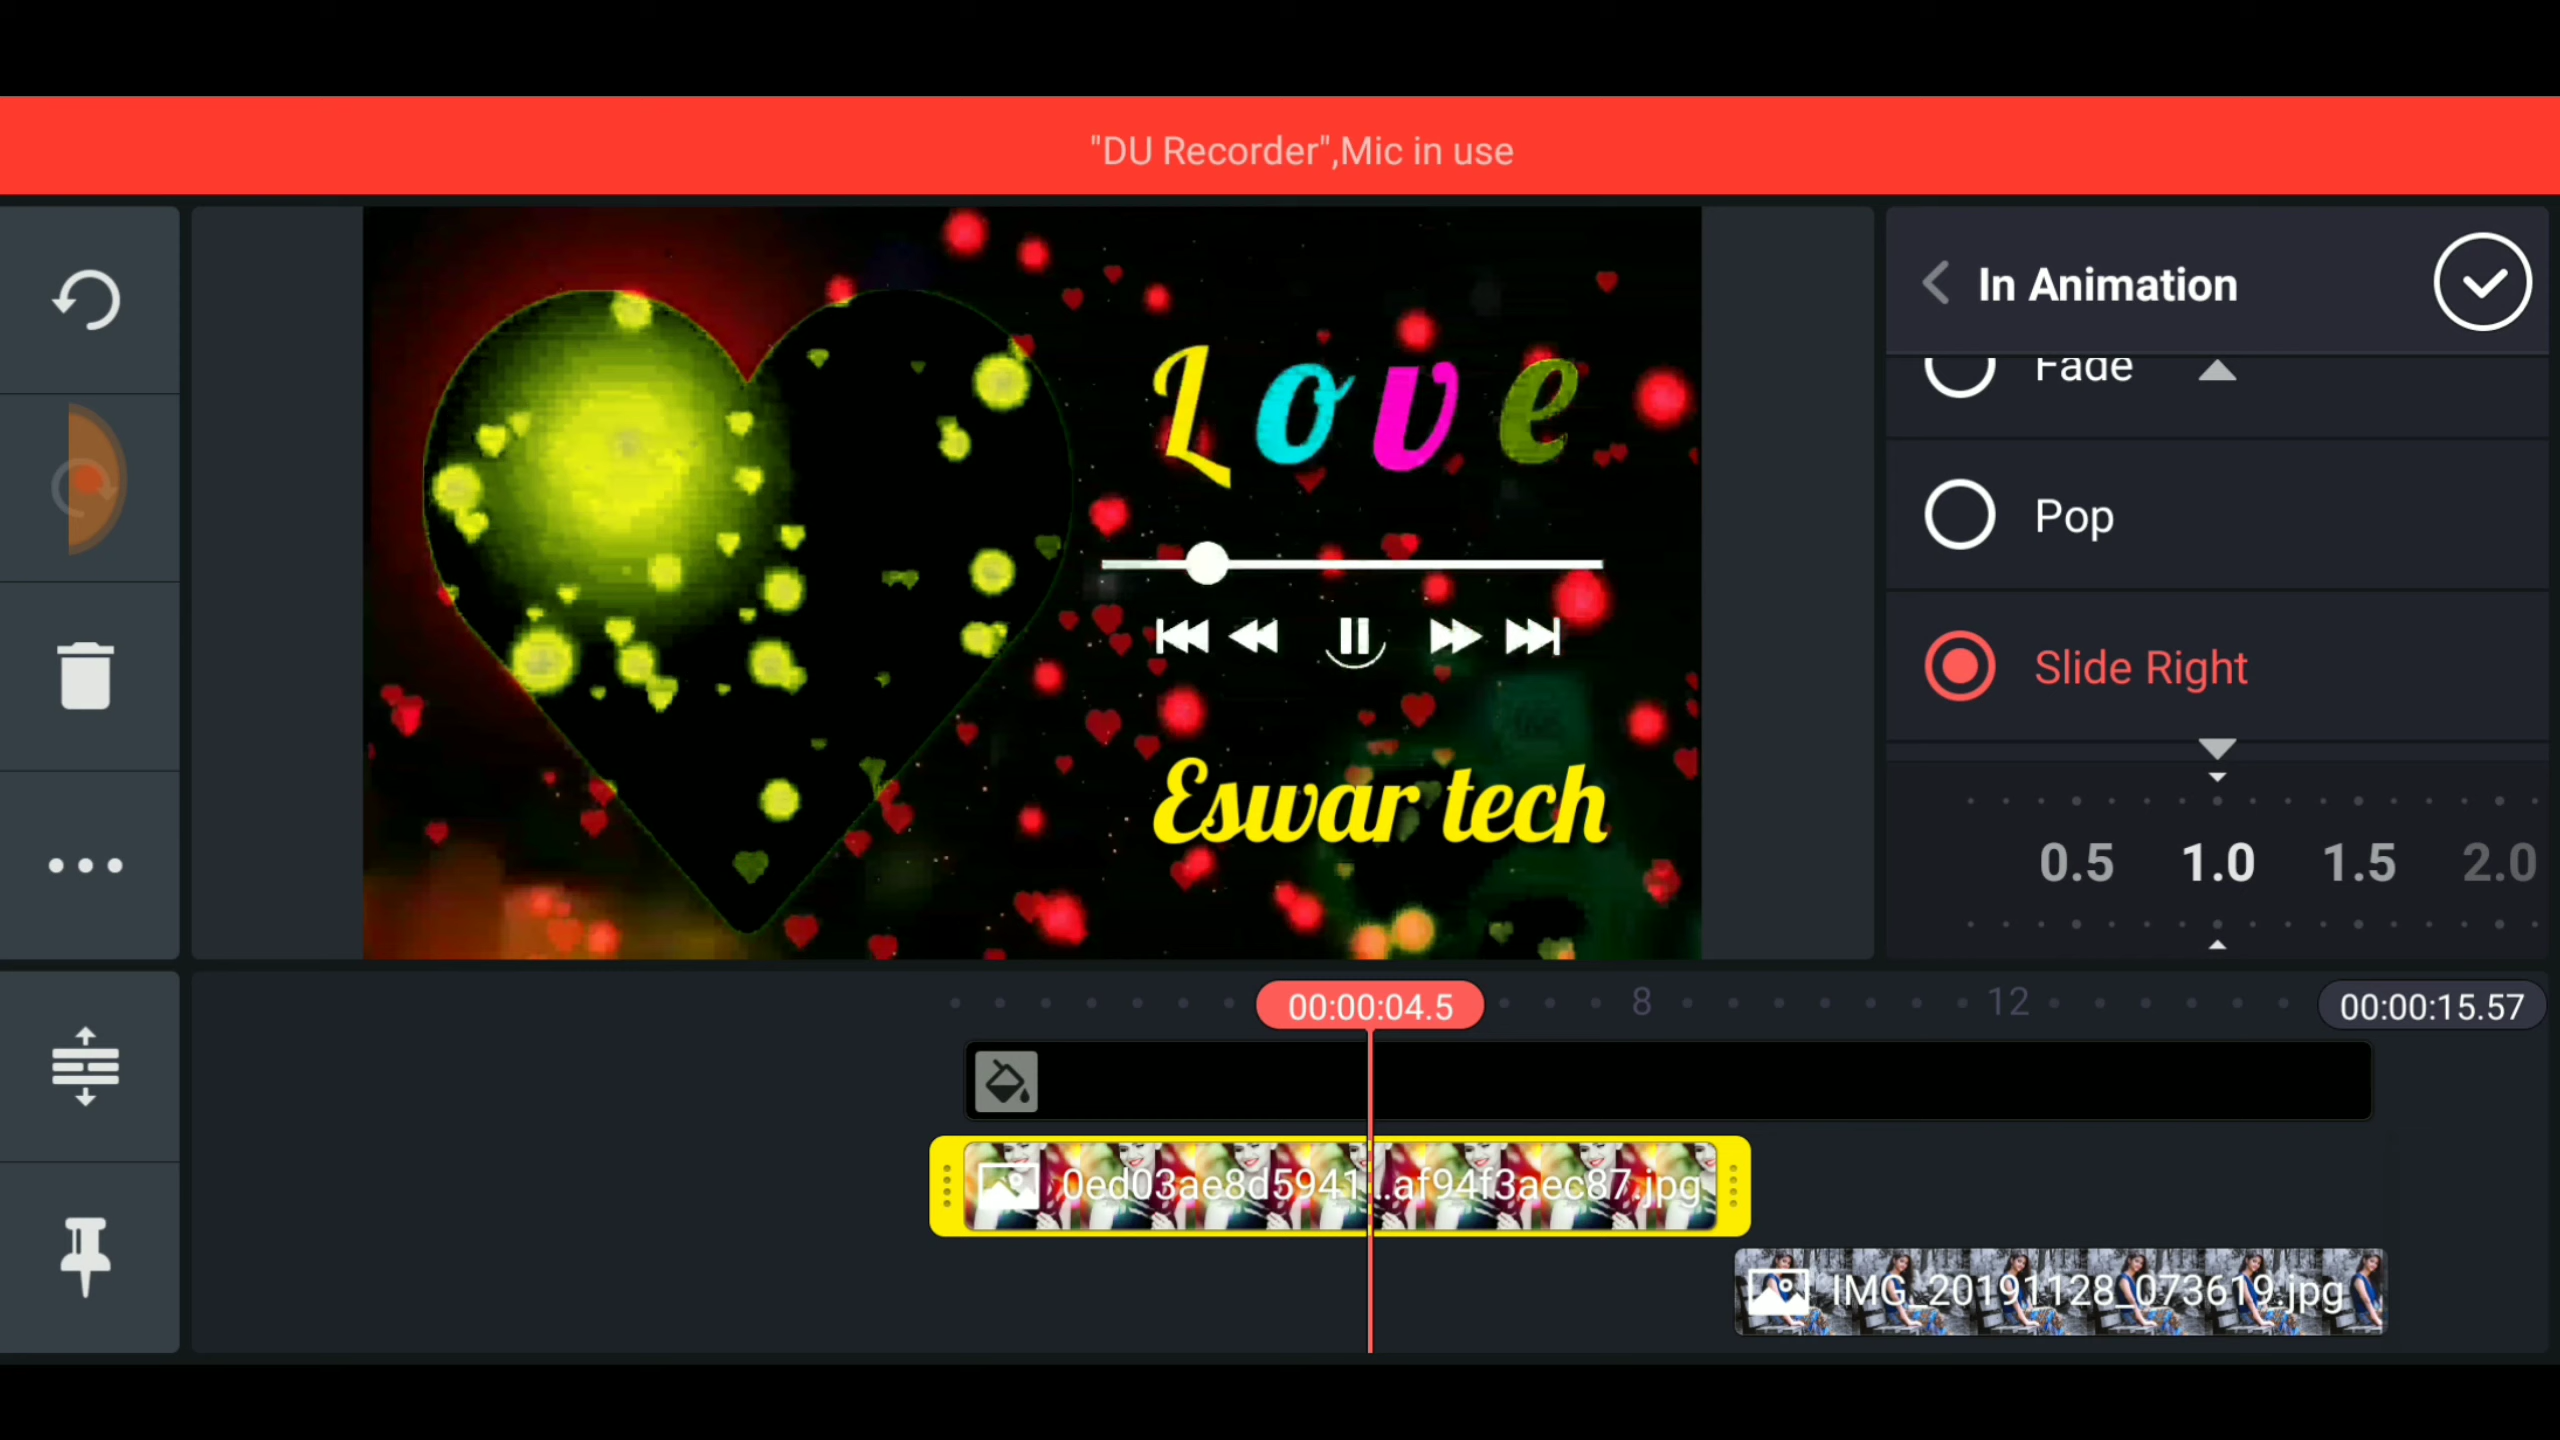 "DU Recorder",Mic in use
In Animation
Fade
Pop
Slide Right
0.5 1.0 1.5 2.0
Love
Eswar tech
00:00:04.5 8 12 00:00:15.57
0ed03ae8d5941...af94f3aec87.jpg
IMG_20191128_073619.jpg